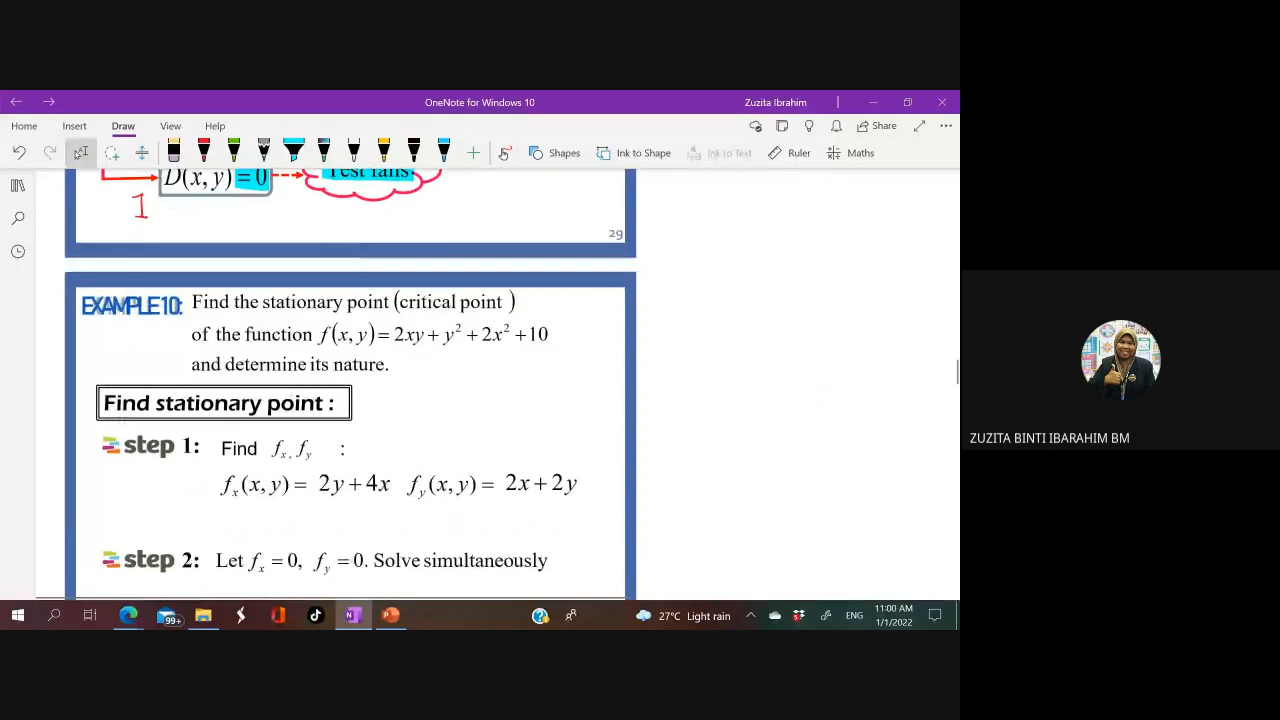 OneNote for Windows 10
Zuzita Ibrahim
Home Insert Draw View Help
Share
Shapes Ink to Shape Ink to Text Ruler Maths
D(x, y) = 0
Test fails!
1
29
EXAMPLE 10: Find the stationary point (critical point )
of the function f(x, y) = 2xy + y² + 2x² + 10
and determine its nature.
Find stationary point :
step 1: Find fₓ, f_y :
fₓ(x, y) = 2y + 4x f_y(x, y) = 2x + 2y
step 2: Let fₓ = 0, f_y = 0. Solve simultaneously
ZUZITA BINTI IBARAHIM BM
99+
27°C Light rain
ENG
11:00 AM
1/1/2022